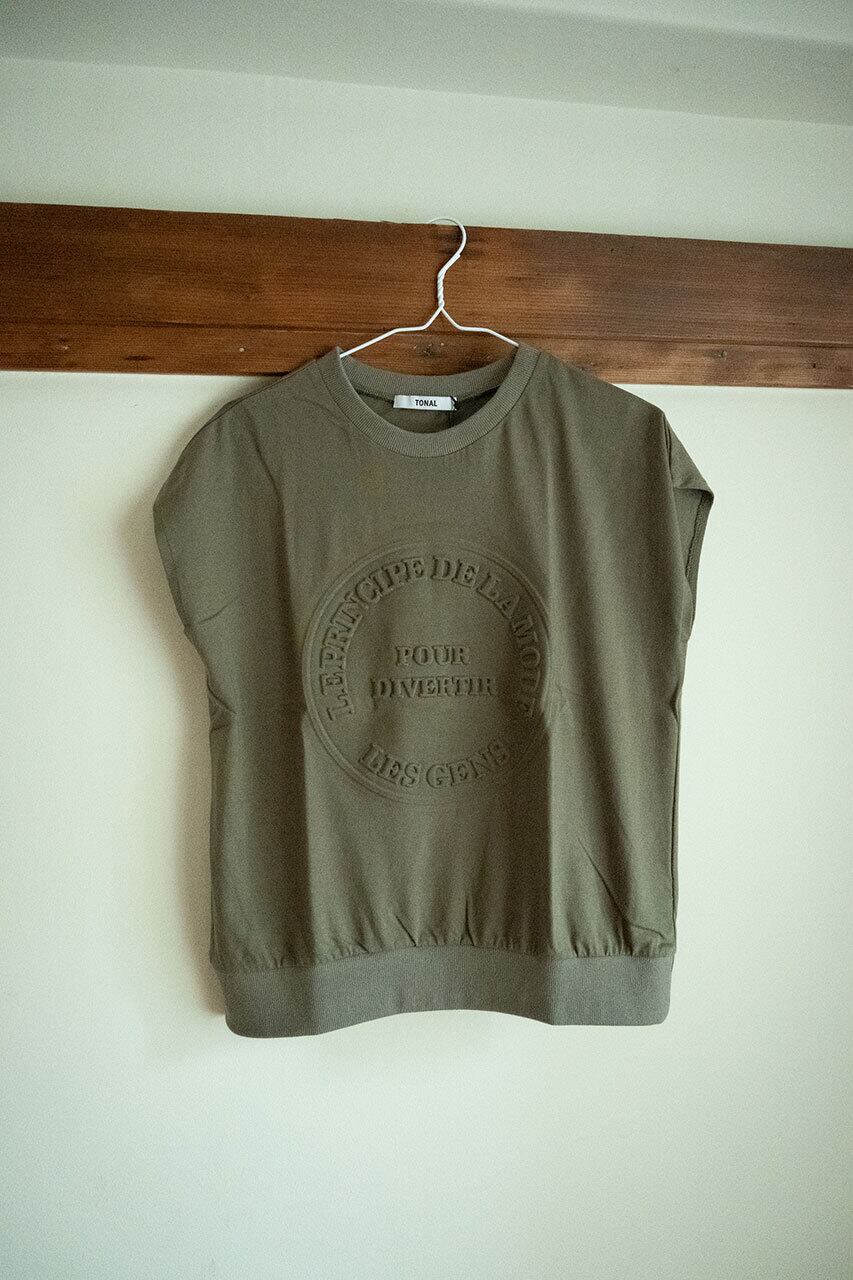 TONAL
LE PRINCIPE DE LA MODE
POUR
DIVERTIR
LES GENS